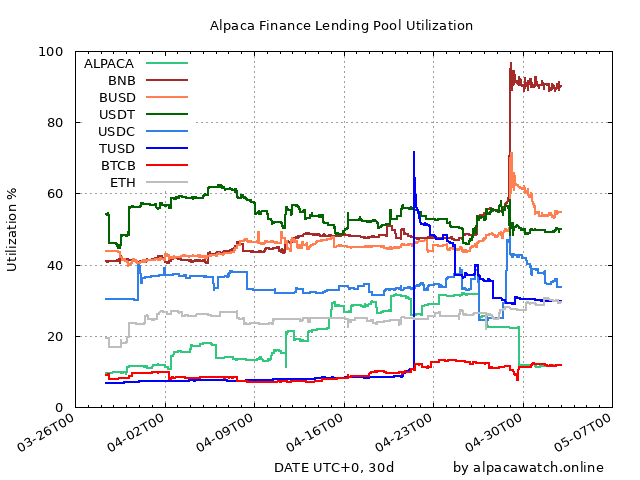 Alpaca Finance Lending Pool Utilization
100
80
60
40
20
0
Utilization %
ALPACA
BNB
BUSD
USDT
USDC
TUSD
BTCB
ETH
03-26T00
04-02T00
04-09T00
04-16T00
04-23T00
04-30T00
05-07T00
DATE UTC+0, 30d
by alpacawatch.online